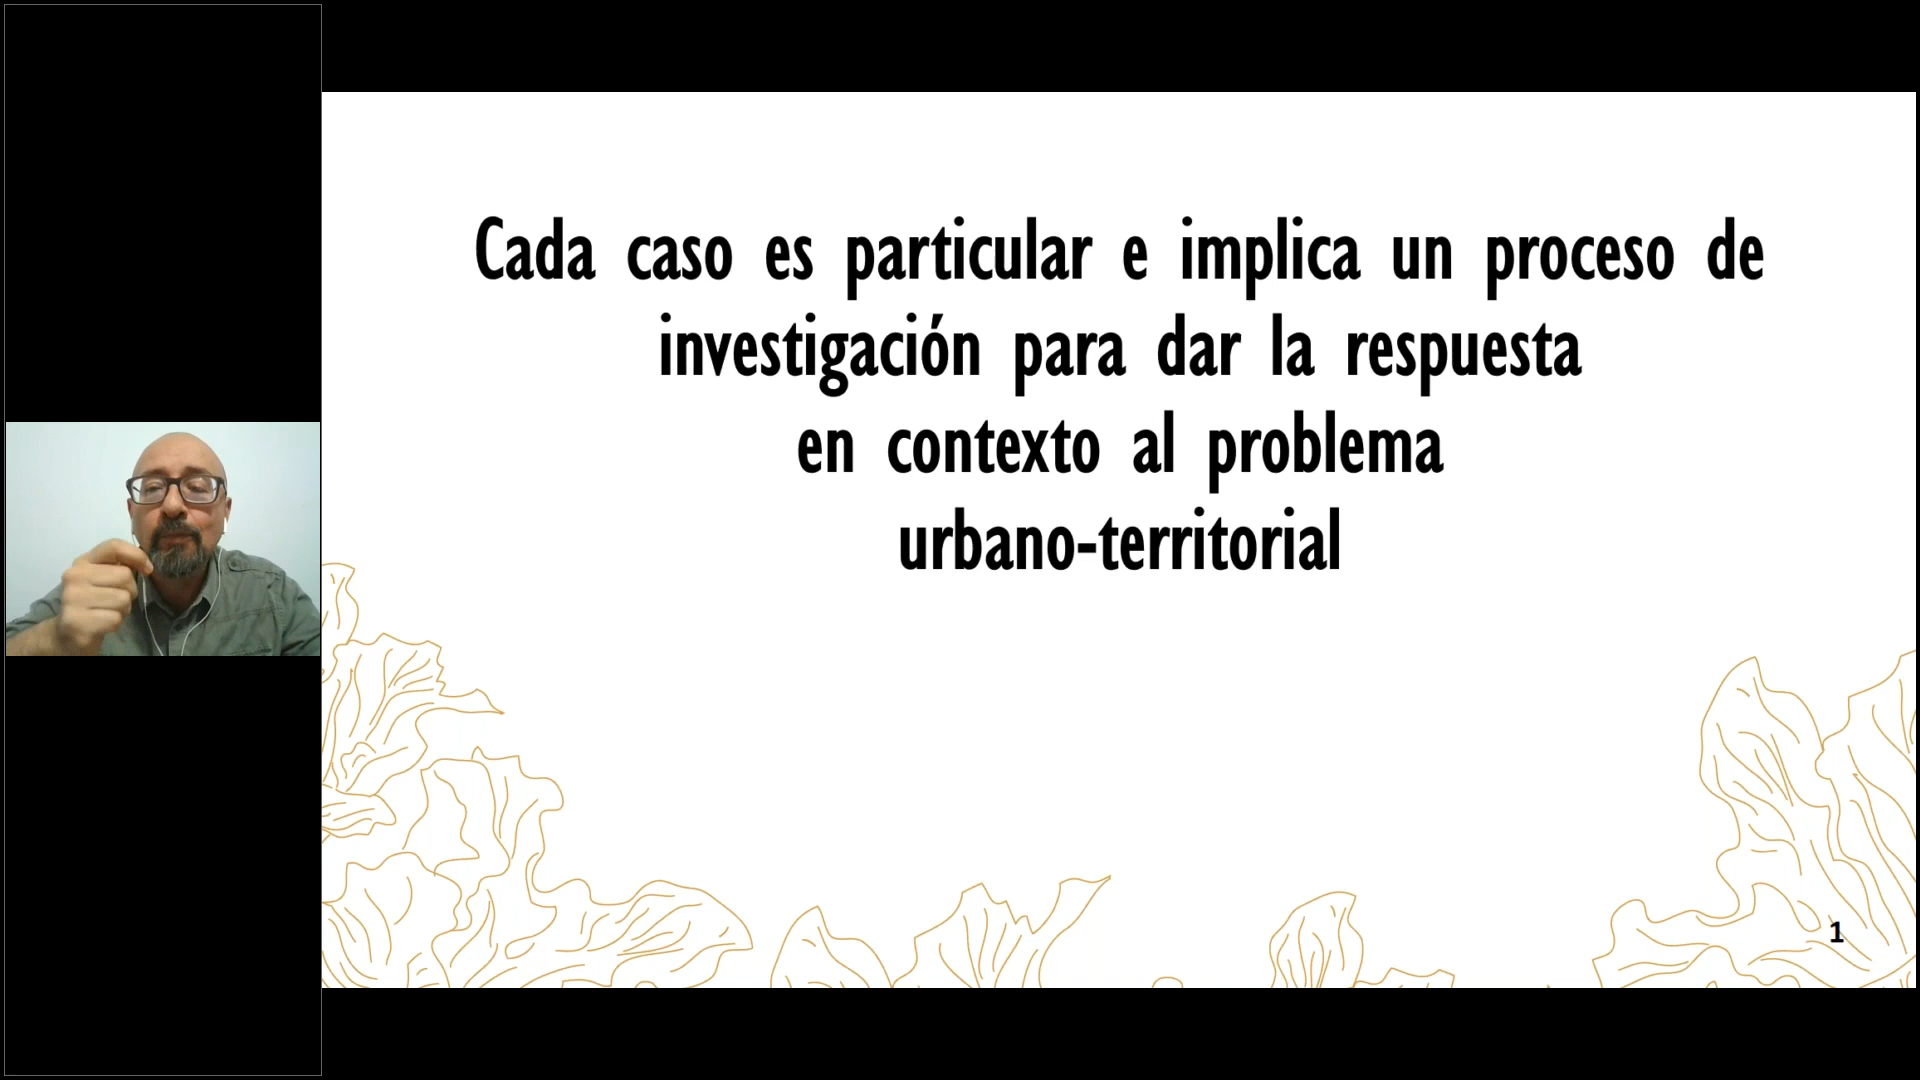 Cada caso es particular e implica un proceso de
investigación para dar la respuesta
en contexto al problema
urbano-territorial
1